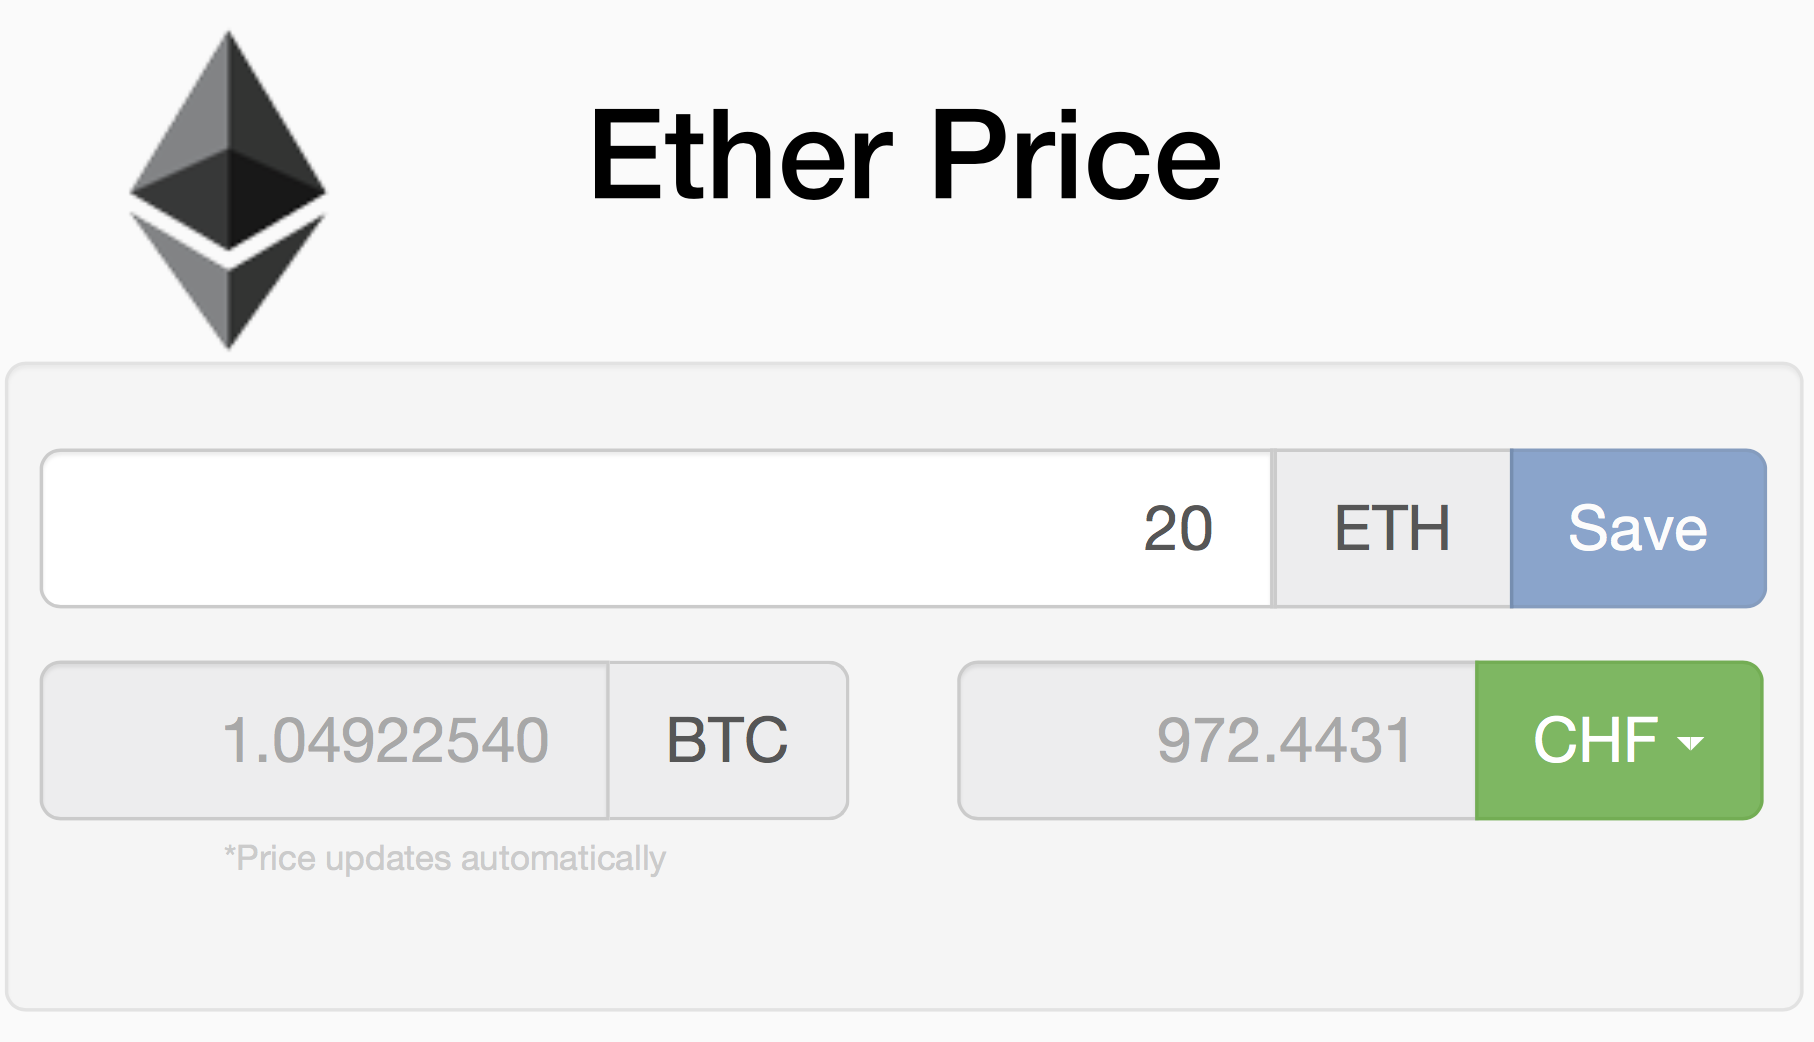 Ether Price
20 ETH Save
1.04922540 BTC 972.4431 CHF
*Price updates automatically